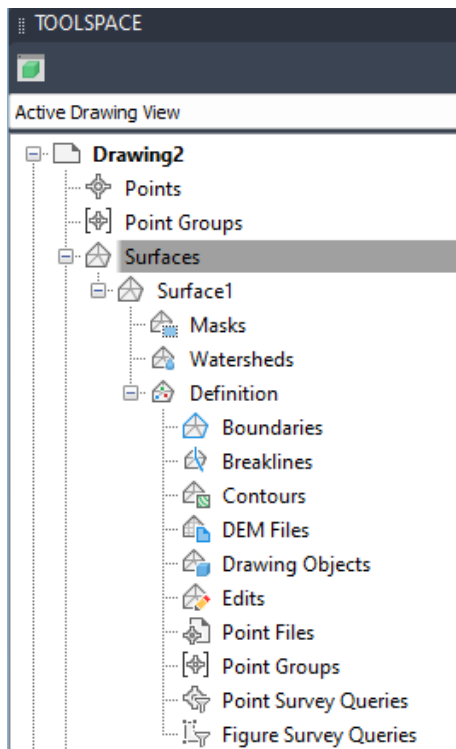 TOOLSPACE
Active Drawing View
Drawing2
Points
Point Groups
Surfaces
Surface1
Masks
Watersheds
Definition
Boundaries
Breaklines
Contours
DEM Files
Drawing Objects
Edits
Point Files
Point Groups
Point Survey Queries
Figure Survey Queries